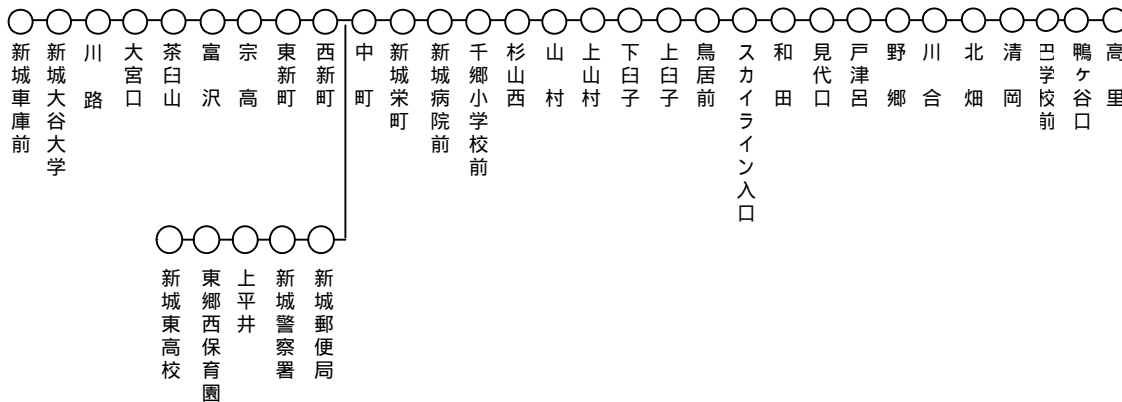 新城車庫前
新城大谷大学
川路
大宮口
茶臼山
富沢
宗高
東新町
西新町
中町
新城栄町
新城病院前
千郷小学校前
杉山西
山村
上山村
下臼子
上臼子
鳥居前
スカイライン入口
和田
見代口
戸津呂
野郷
川合
北畑
清岡
巴学校前
鴨ヶ谷口
高里
新城東高校
東郷西保育園
上平井
新城警察署
新城郵便局